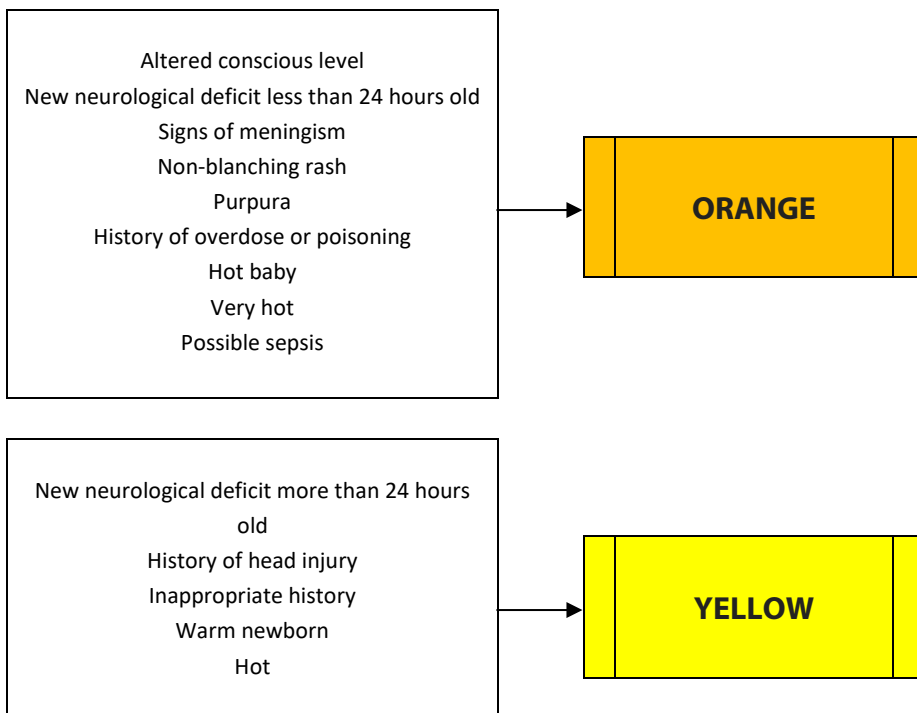 Altered conscious level
New neurological deficit less than 24 hours old
Signs of meningism
Non-blanching rash
Purpura
History of overdose or poisoning
Hot baby
Very hot
Possible sepsis
ORANGE
New neurological deficit more than 24 hours
old
History of head injury
Inappropriate history
Warm newborn
Hot
YELLOW